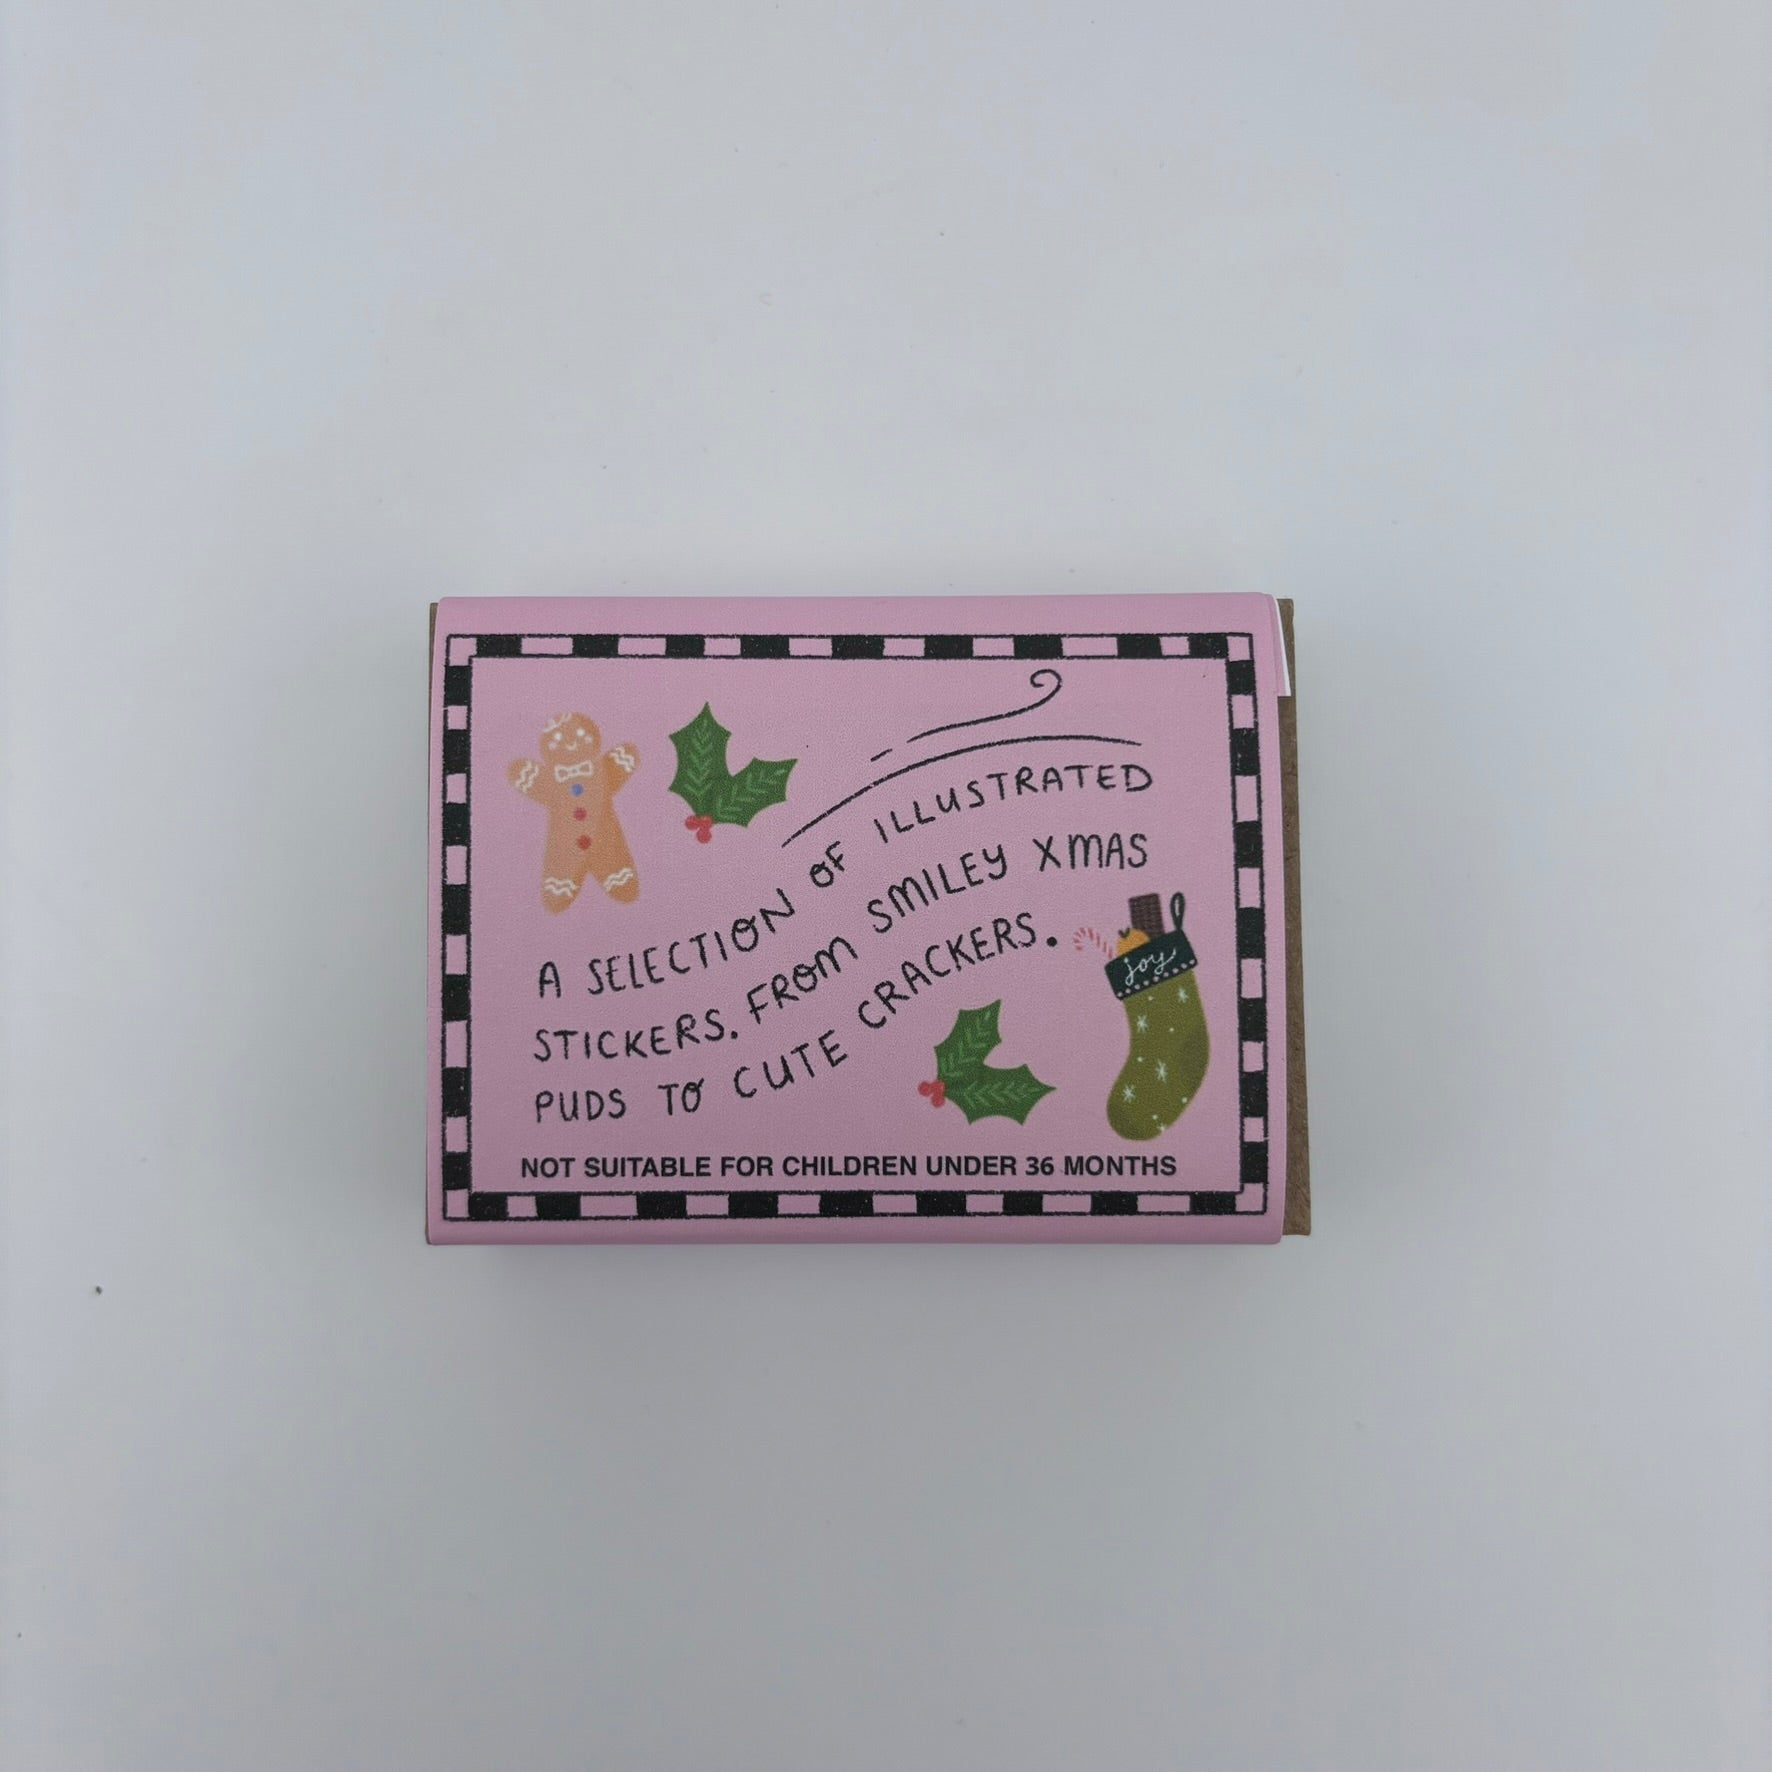 A SELECTION OF ILLUSTRATED
STICKERS. FROM SMILEY XMAS
PUDS TO CUTE CRACKERS.
joy
NOT SUITABLE FOR CHILDREN UNDER 36 MONTHS